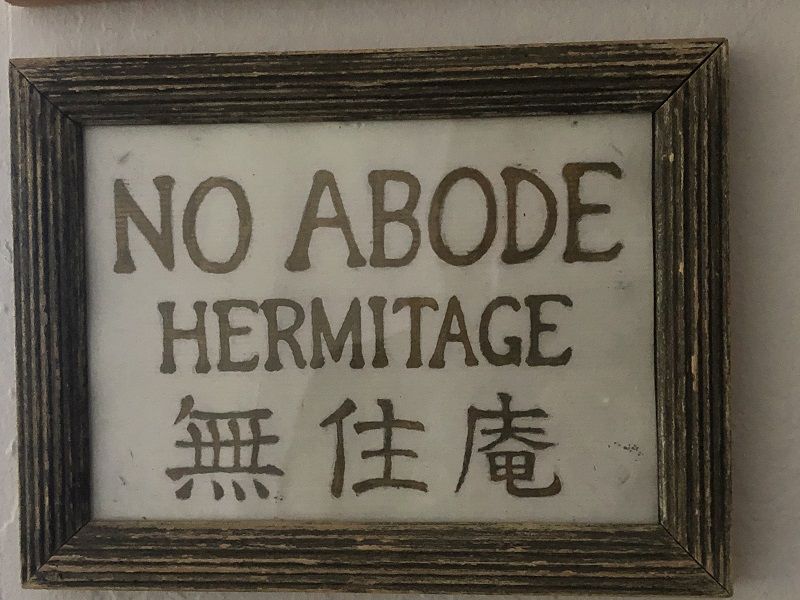 NO ABODE
HERMITAGE
無住庵